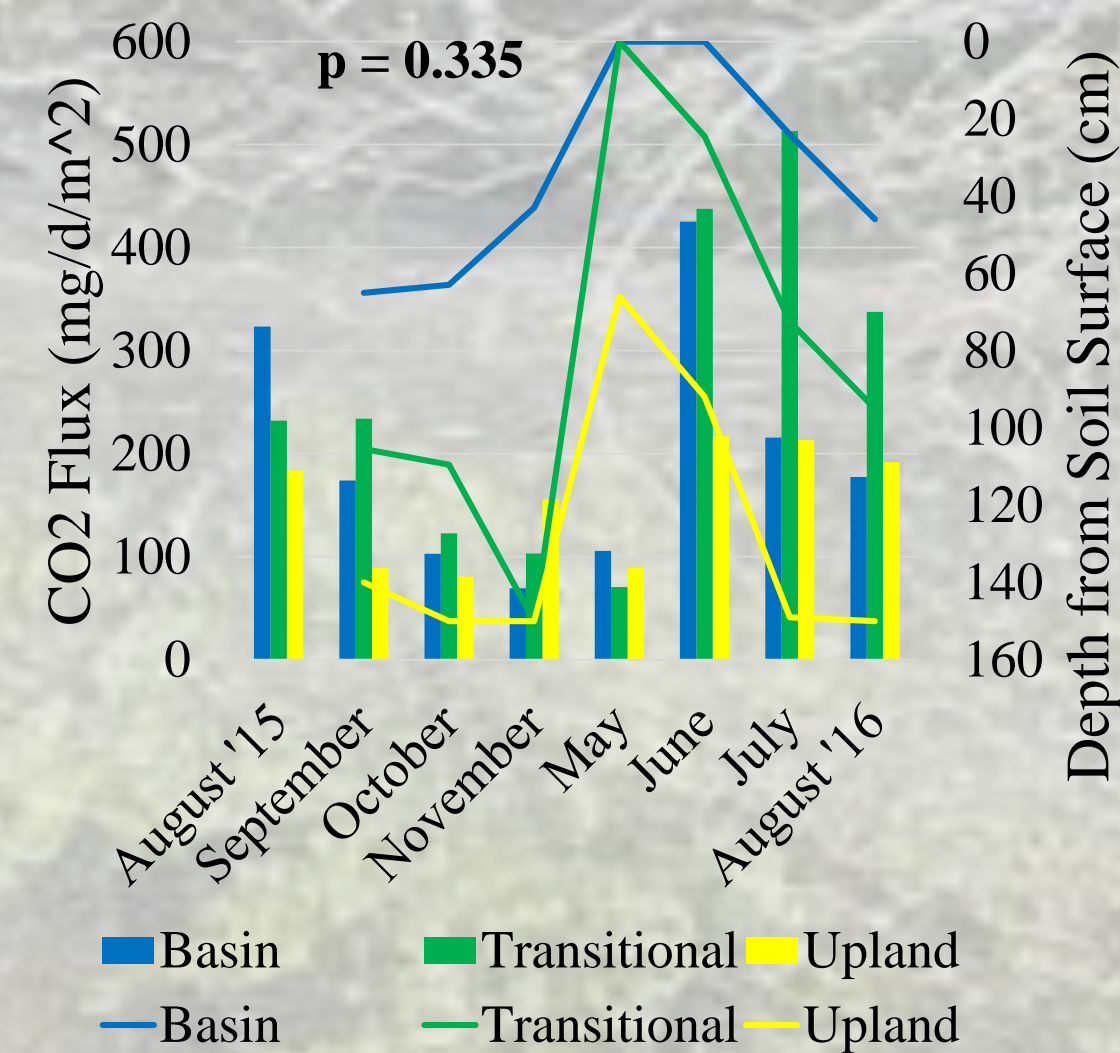 p = 0.335
CO2 Flux (mg/d/m^2)
600
500
400
300
200
100
0
0
20
40
60
80
100
120
140
160
Depth from Soil Surface (cm)
August '15
September
October
November
May
June
July
August '16
Basin Transitional Upland
Basin Transitional Upland